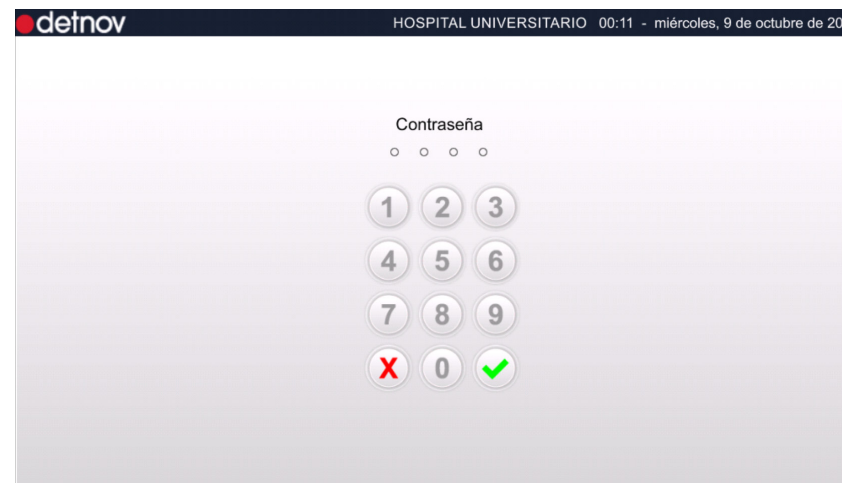 detnov HOSPITAL UNIVERSITARIO 00:11 - miércoles, 9 de octubre de 20
Contraseña
1 2 3
4 5 6
7 8 9
X 0